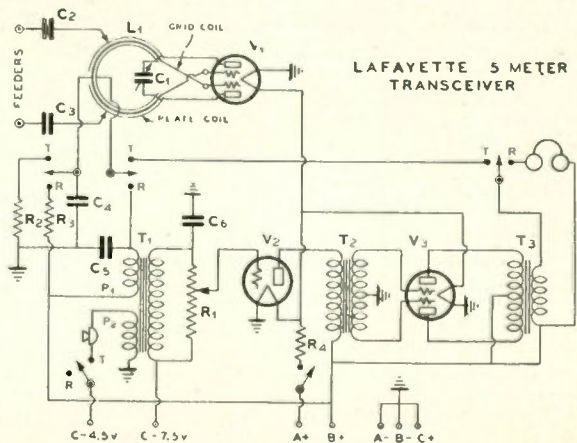 C2
L1
GRID COIL
V1
FEEDERS
C1
LAFAYETTE 5 METER
TRANSCEIVER
C3
PLATE COIL
T
T
T
R
R
R
R2
R3
C4
C6
C5
T1
V2
T2
V3
T3
P1
R1
P2
R4
T
R
C-4.5V
C-7.5V
A+
B+
A-
B-
C+